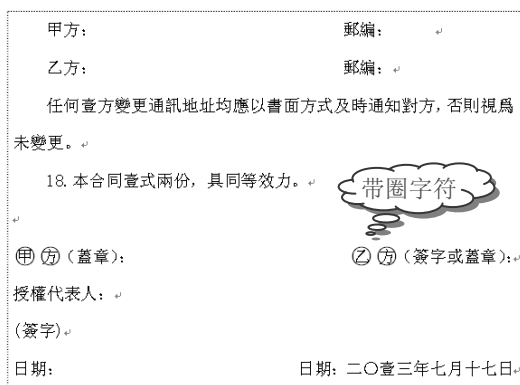 甲方： 郵編：
乙方： 郵編：
任何壹方變更通訊地址均應以書面方式及時通知對方，否則視爲
未變更。
18.本合同壹式兩份，具同等效力。
带圈字符
㊥方（蓋章）： 乙方（簽字或蓋章）：
授權代表人：
(簽字)
日期： 日期：二〇壹三年七月十七日